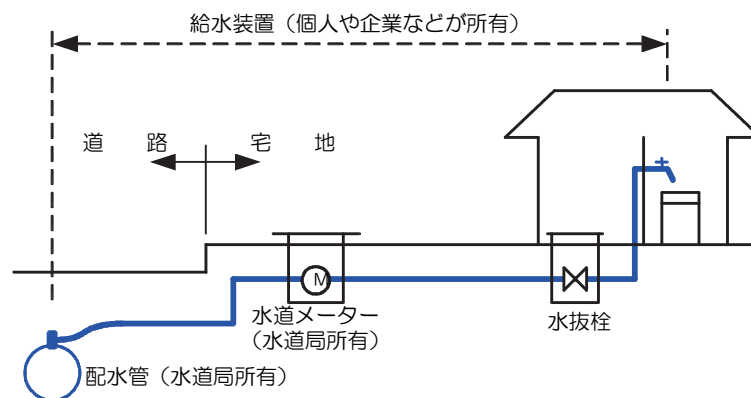 給水装置（個人や企業などが所有）
道　路　宅　地
M
水道メーター
（水道局所有）
水抜栓
配水管（水道局所有）